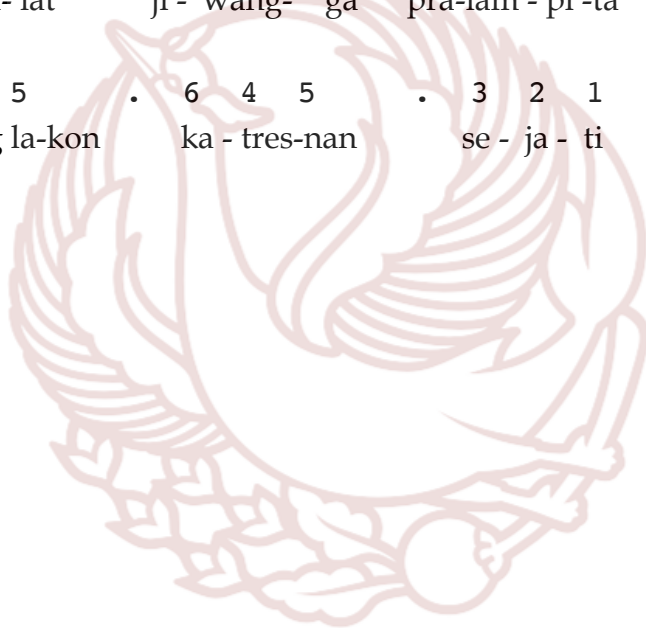 - lat ji - wang- ga pra-lam - pi -ta
5 . 6 4 5 . 3 2 1
la-kon ka - tres-nan se - ja - ti